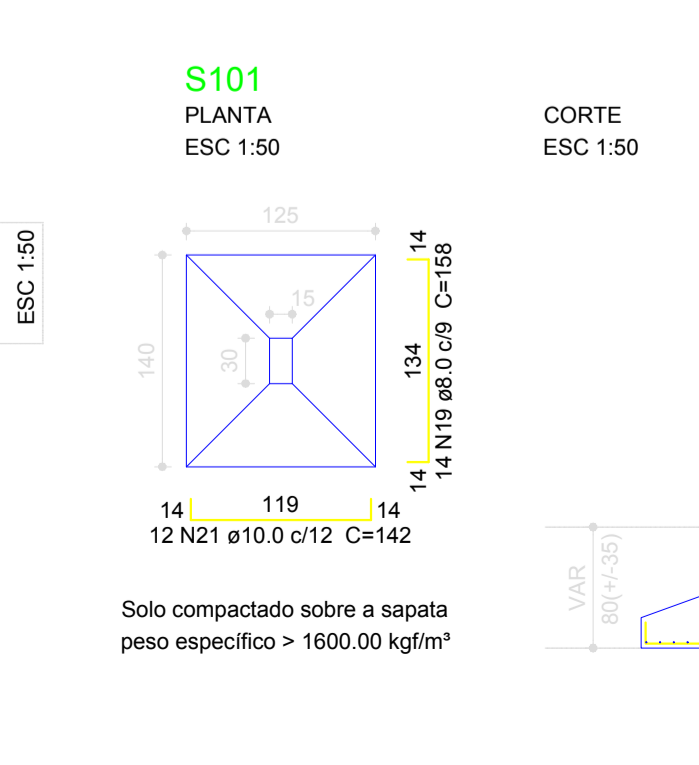 S101
PLANTA
ESC 1:50
CORTE
ESC 1:50
ESC 1:50
125
15
30
140
14
134
14
14 N19 ø8.0 c/9  C=158
14
119
14
12 N21 ø10.0 c/12  C=142
VAR
80(+/-35)
Solo compactado sobre a sapata
peso específico > 1600.00 kgf/m³